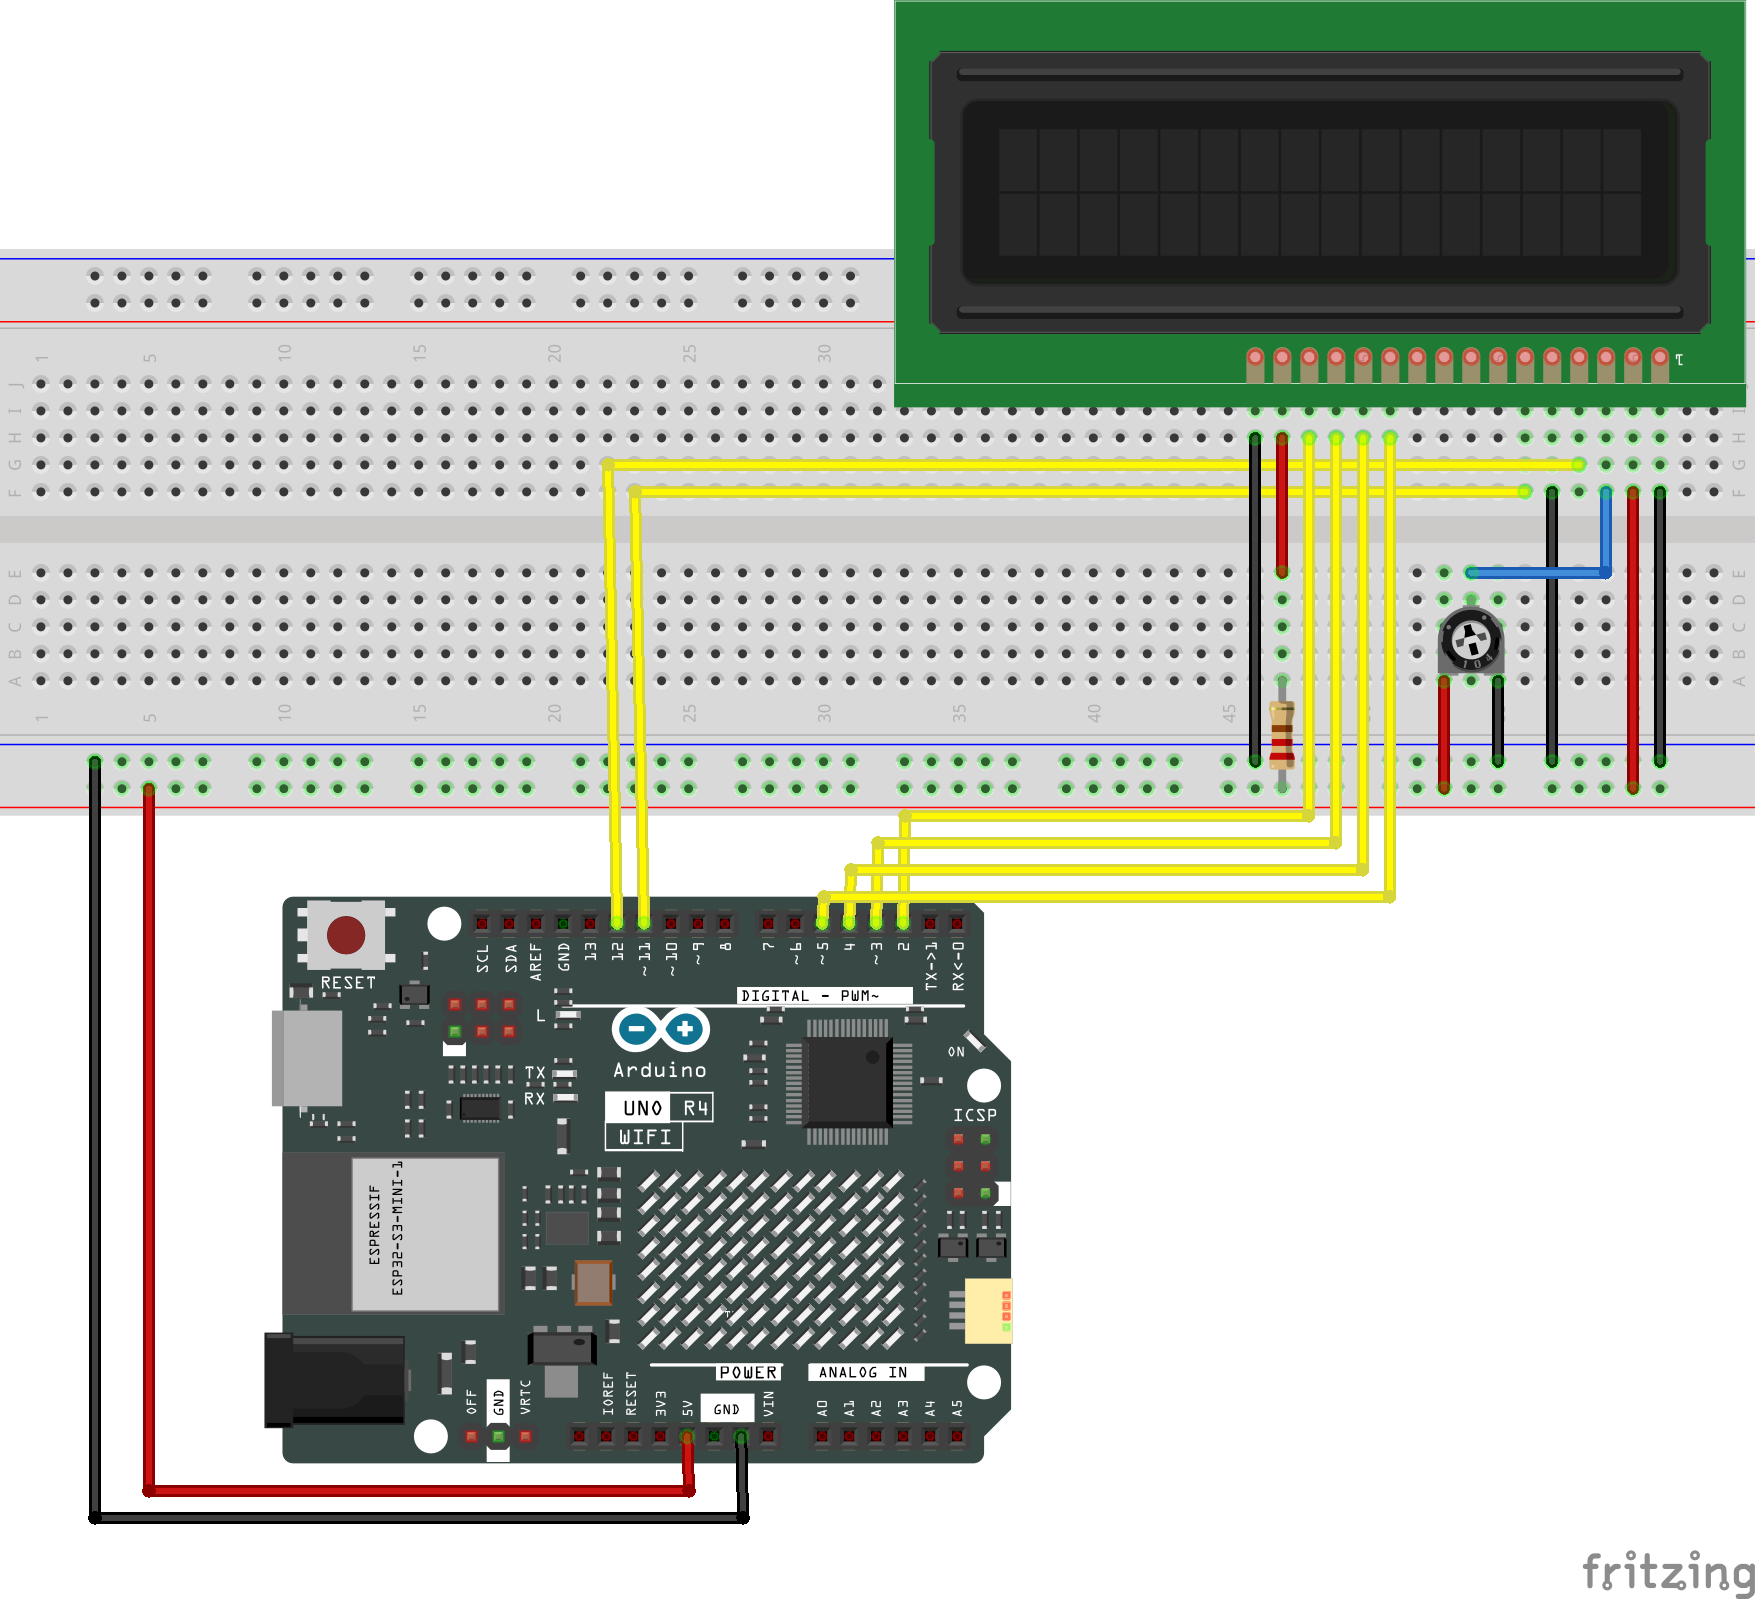 1
1 5 10 15 20 25 30
J J
I I
H H
G G
F F
E E
D D
C C
B B
A A
104
1 5 10 15 20 25 30 35 40 45
RESET
SCL SDA AREF GND 13 12 ~11 ~10 ~9 8 7 ~6 ~5 4 ~3 2 TX->1 RX<-0
DIGITAL - PWM~
L
ON
TX
RX
Arduino
UNO R4
WIFI
ICSP
ESPRESSIF
ESP32-S3-MINI-1
POWER
ANALOG IN
OFF GND VRTC IOREF RESET 3V3 5V GND VIN A0 A1 A2 A3 A4 A5
fritzing